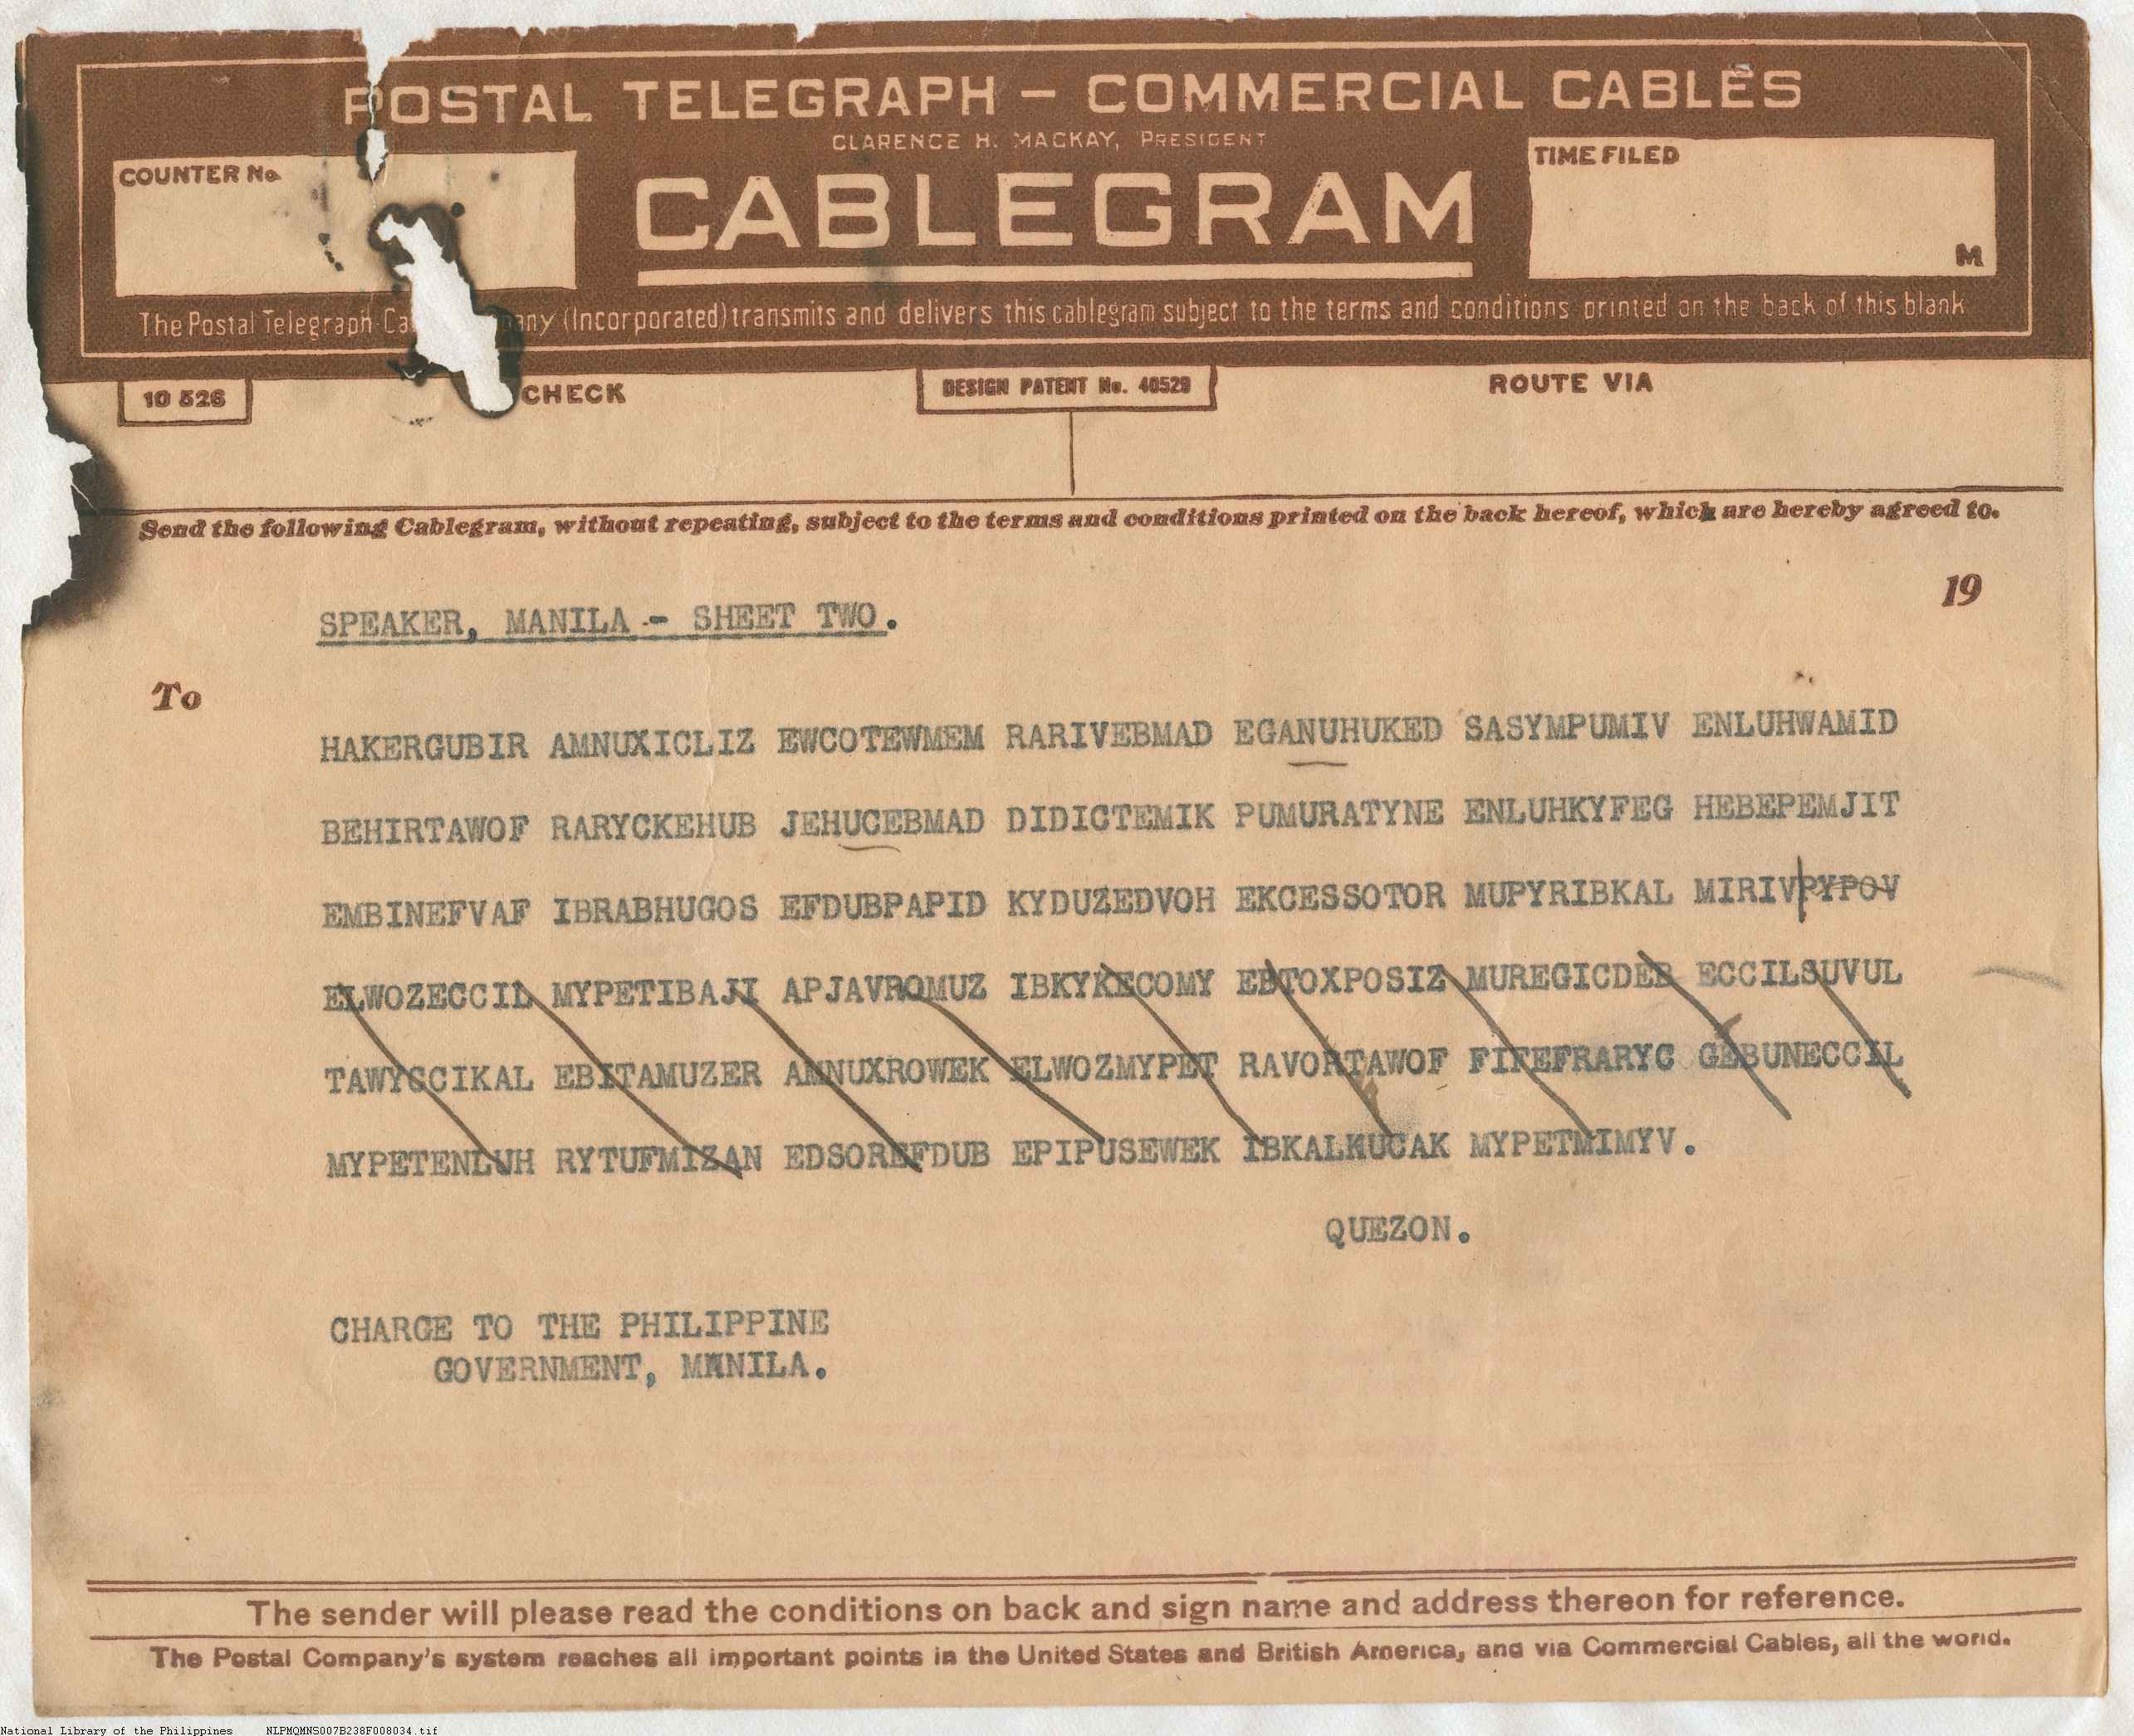 POSTAL TELEGRAPH — COMMERCIAL CABLES
CLARENCE H. MACKAY, PRESIDENT
COUNTER No.
CABLEGRAM
TIME FILED
M
The Postal Telegraph (Incorporated) transmits and delivers this cablegram subject to the terms and conditions printed on the back of this blank
10 526
CHECK
DESIGN PATENT No. 40529
ROUTE VIA
Send the following Cablegram, without repeating, subject to the terms and conditions printed on the back hereof, which are hereby agreed to.
19
SPEAKER, MANILA - SHEET TWO.
To
HAKERGUBIR AMNUXICLIZ EWCOTEWMEM RARIVEBMAD EGANUHUKED SASYMPUMIV ENLUHWAMID
BEHIRTAWOF RARYCKEHUB JEHUCEBMAD DIDICTEMIK PUMURATYNE ENLUHKYFEG HEBEPEMJIT
EMBINEFVAF IBRABHUGOS EFDUBPAPID KYDUZEDVOH EKCESSOTOR MUPYRIBKAL MIRIVPYPOV
ELWOZECCIL MYPETIBAJI APJAVROMUZ IBKYKECOMY EBTOXPOSIZ MUREGICDEB ECCILSUVUL
TAWYGCIKAL EBITAMUZER AMNUXROWEK ELWOZMYPET RAVORTAWOF FIFEFRARYC GEBUNECCIL
MYPETENLUH RYTUFMIZAN EDSOREFDUB EPIPUSEWEK IBKALKUCAK MYPETMIMYV.
QUEZON.
CHARGE TO THE PHILIPPINE
GOVERNMENT, MANILA.
The sender will please read the conditions on back and sign name and address thereon for reference.
The Postal Company's system reaches all important points in the United States and British America, and via Commercial Cables, all the world.
National Library of the Philippines NLPMQMNS007B238F008034.tif